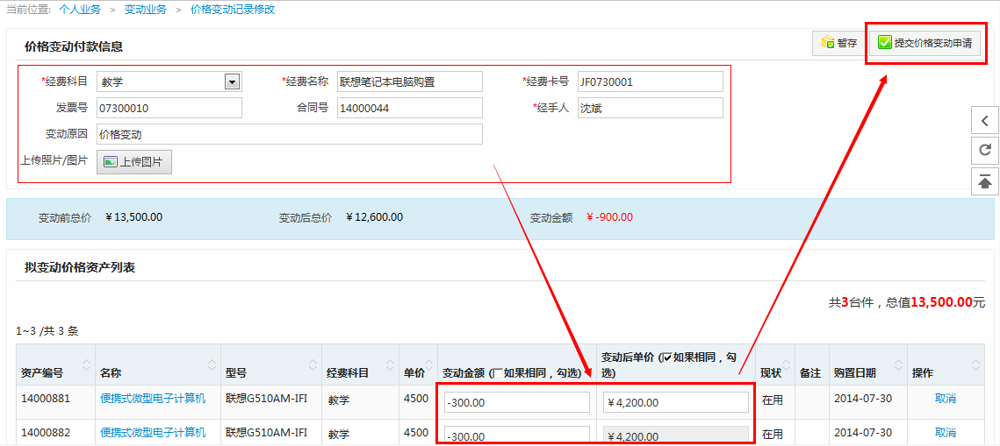 当前位置: 个人业务 > 变动业务 > 价格变动记录修改
价格变动付款信息 暂存 提交价格变动申请
*经费科目 教学 *经费名称 联想笔记本电脑购置 *经费卡号 JF0730001
发票号 07300010 合同号 14000044 *经手人 沈斌
变动原因 价格变动
上传照片/图片 上传图片
变动前总价 ￥13,500.00 变动后总价 ￥12,600.00 变动金额 ￥-900.00
拟变动价格资产列表
共3台件，总值13,500.00元
1~3 /共 3 条
资产编号 名称 型号 经费科目 单价 变动金额 (如果相同，勾选) 变动后单价 (如果相同，勾
选) 现状 备注 购置日期 操作
14000881 便携式微型电子计算机 联想G510AM-IFI 教学 4500 -300.00 ￥4,200.00 在用 2014-07-30 取消
14000882 便携式微型电子计算机 联想G510AM-IFI 教学 4500 -300.00 ￥4,200.00 在用 2014-07-30 取消